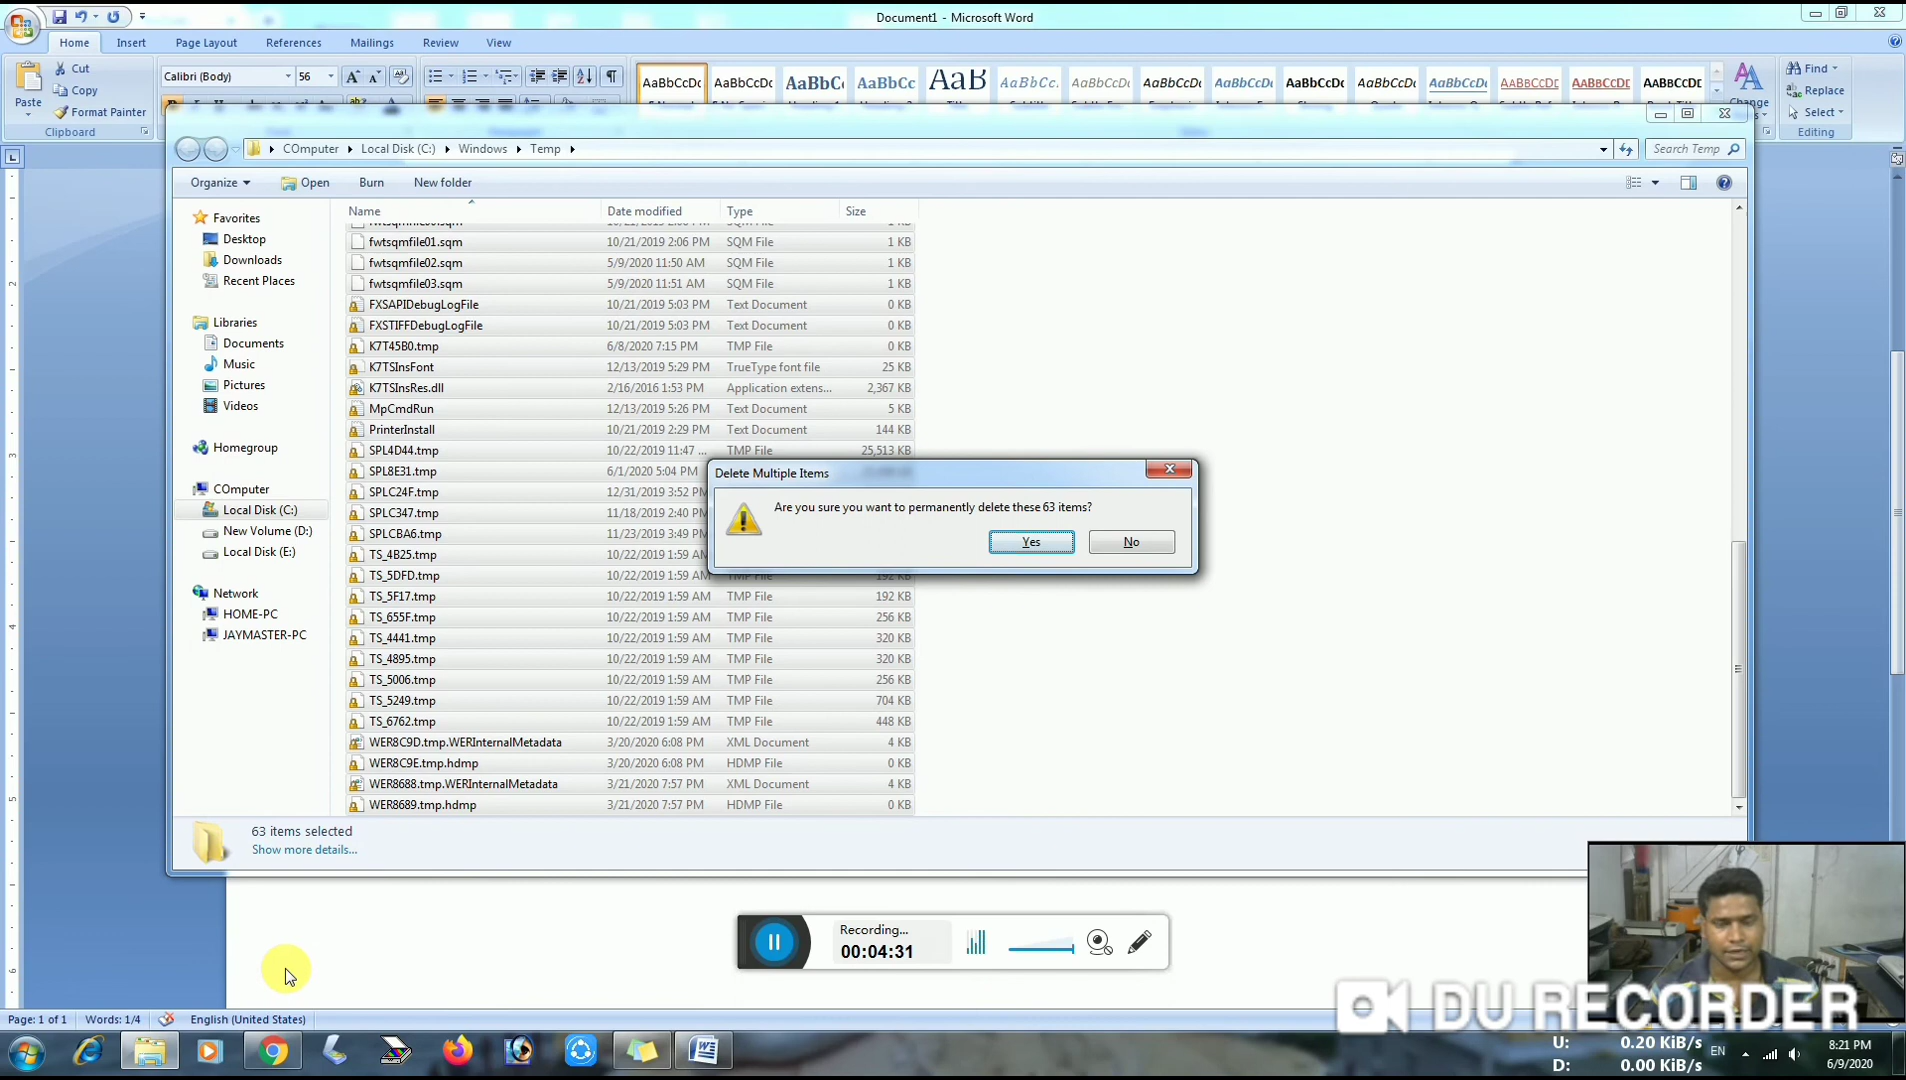 Document1 - Microsoft Word
Home Insert Page Layout References Mailings Review View
Cut
Copy
Format Painter
Paste
Clipboard
Calibri (Body) 56
AaBbCcDc AaBbCcDc AaBbC AaBbCc AaB AaBbCc. AaBbCcDc AaBbCcDc AaBbCcDc AaBbCcDc AaBbCcDc AaBbCcDc AABBCCDC AABBCCDC AaBbCcDc
Change
Find
Replace
Select
Editing
COmputer Local Disk (C:) Windows Temp
Search Temp
Organize Open Burn New folder
Favorites
Desktop
Downloads
Recent Places
Libraries
Documents
Music
Pictures
Videos
Homegroup
COmputer
Local Disk (C:)
New Volume (D:)
Local Disk (E:)
Network
HOME-PC
JAYMASTER-PC
Name Date modified Type Size
fwtsqmfile01.sqm 10/21/2019 2:06 PM SQM File 1 KB
fwtsqmfile02.sqm 5/9/2020 11:50 AM SQM File 1 KB
fwtsqmfile03.sqm 5/9/2020 11:51 AM SQM File 1 KB
FXSAPIDebugLogFile 10/21/2019 5:03 PM Text Document 0 KB
FXSTIFFDebugLogFile 10/21/2019 5:03 PM Text Document 0 KB
K7T45B0.tmp 6/8/2020 7:15 PM TMP File 0 KB
K7TSInsFont 12/13/2019 5:29 PM TrueType font file 25 KB
K7TSInsRes.dll 2/16/2016 1:53 PM Application extens... 2,367 KB
MpCmdRun 12/13/2019 5:26 PM Text Document 5 KB
PrinterInstall 10/21/2019 2:29 PM Text Document 144 KB
SPL4D44.tmp 10/22/2019 11:47 ... TMP File 25,513 KB
SPL8E31.tmp 6/1/2020 5:04 PM
SPLC24F.tmp 12/31/2019 3:52 PM
SPLC347.tmp 11/18/2019 2:40 PM
SPLCBA6.tmp 11/23/2019 3:49 PM
TS_4B25.tmp 10/22/2019 1:59 AM
TS_5DFD.tmp 10/22/2019 1:59 AM TMP File 192 KB
TS_5F17.tmp 10/22/2019 1:59 AM TMP File 192 KB
TS_655F.tmp 10/22/2019 1:59 AM TMP File 256 KB
TS_4441.tmp 10/22/2019 1:59 AM TMP File 320 KB
TS_4895.tmp 10/22/2019 1:59 AM TMP File 320 KB
TS_5006.tmp 10/22/2019 1:59 AM TMP File 256 KB
TS_5249.tmp 10/22/2019 1:59 AM TMP File 704 KB
TS_6762.tmp 10/22/2019 1:59 AM TMP File 448 KB
WER8C9D.tmp.WERInternalMetadata 3/20/2020 6:08 PM XML Document 4 KB
WER8C9E.tmp.hdmp 3/20/2020 6:08 PM HDMP File 0 KB
WER8688.tmp.WERInternalMetadata 3/21/2020 7:57 PM XML Document 4 KB
WER8689.tmp.hdmp 3/21/2020 7:57 PM HDMP File 0 KB
Delete Multiple Items
Are you sure you want to permanently delete these 63 items?
Yes No
63 items selected
Show more details...
Recording...
00:04:31
DU RECORDER
Page: 1 of 1 Words: 1/4 English (United States)
U: 0.20 KiB/s
D: 0.00 KiB/s
EN
8:21 PM
6/9/2020